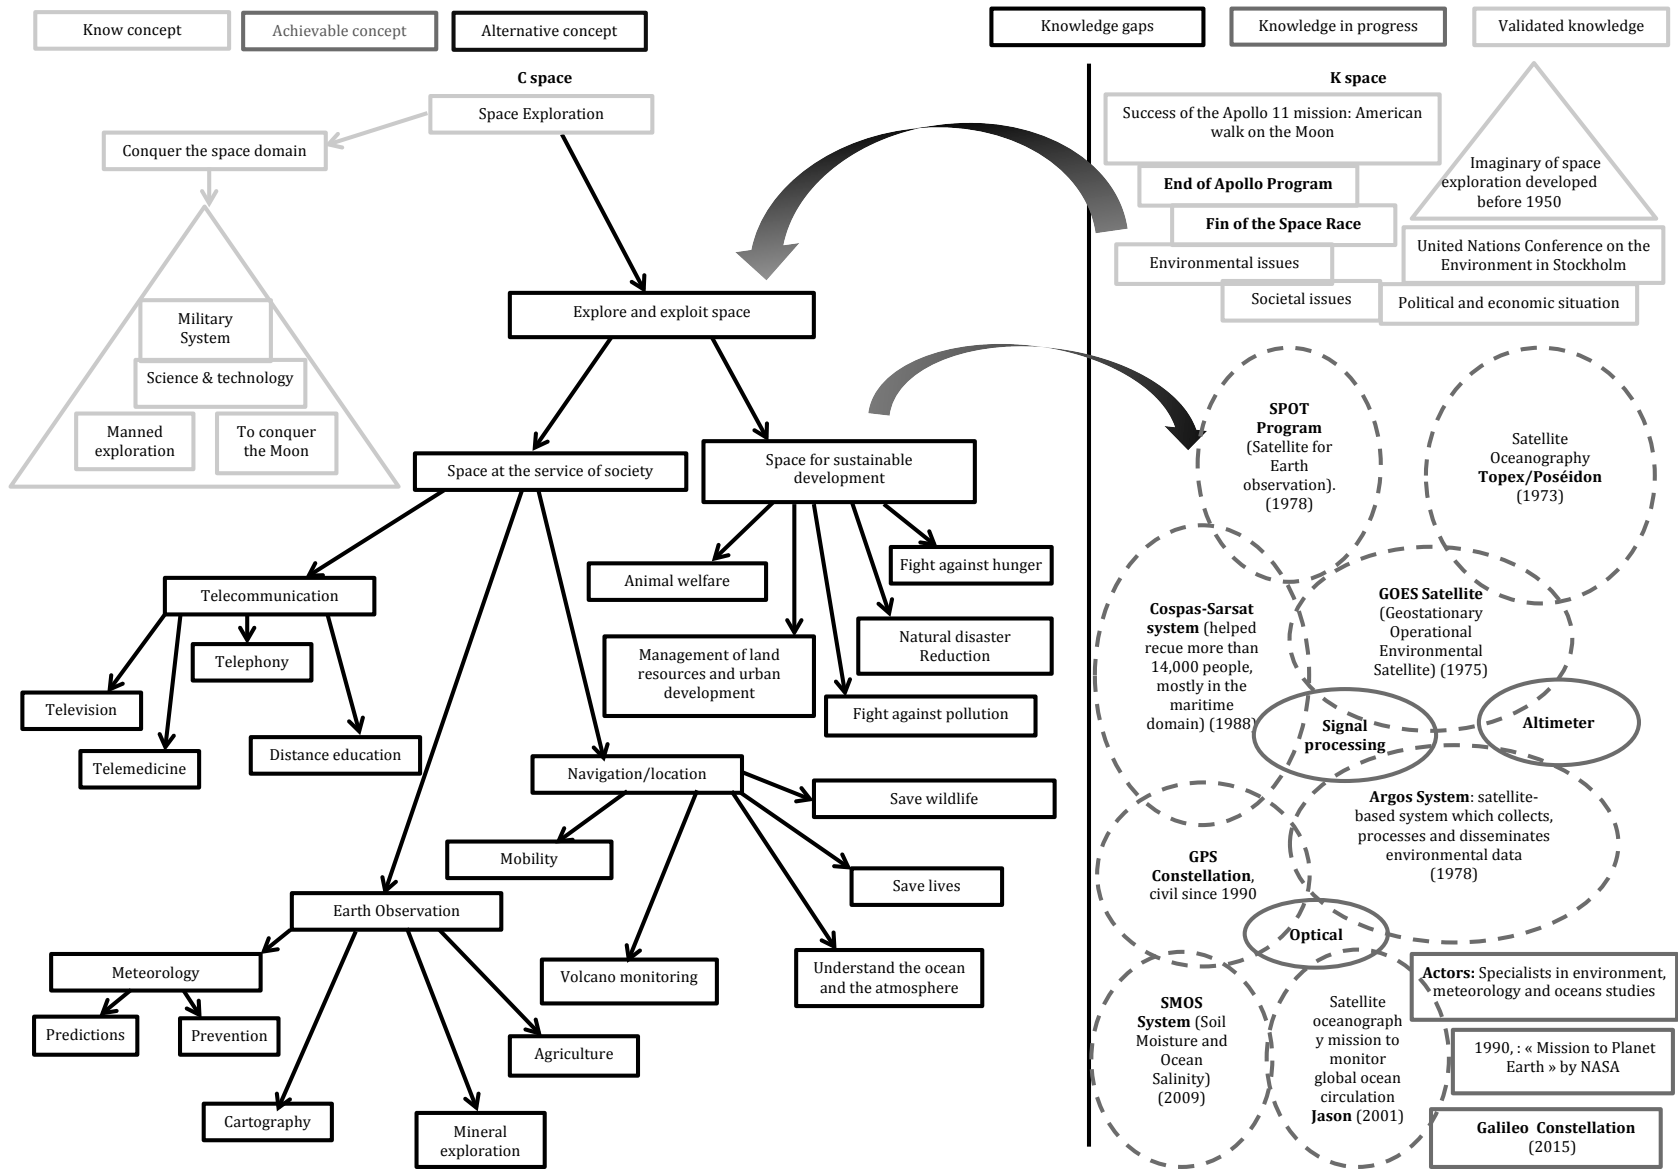 Know concept
Achievable concept
Alternative concept
Knowledge gaps
Knowledge in progress
Validated knowledge
C space
Space Exploration
Conquer the space domain
Military
System
Science & technology
Manned
exploration
To conquer
the Moon
Explore and exploit space
Space at the service of society
Space for sustainable
development
Animal welfare
Fight against hunger
Management of land
resources and urban
development
Natural disaster
Reduction
Fight against pollution
Telecommunication
Telephony
Television
Telemedicine
Distance education
Navigation/location
Save wildlife
Mobility
Save lives
Volcano monitoring
Understand the ocean
and the atmosphere
Earth Observation
Meteorology
Predictions
Prevention
Agriculture
Cartography
Mineral
exploration
K space
Success of the Apollo 11 mission: American
walk on the Moon
End of Apollo Program
Fin of the Space Race
Environmental issues
Societal issues
Imaginary of space
exploration developed
before 1950
United Nations Conference on the
Environment in Stockholm
Political and economic situation
SPOT
Program
(Satellite for
Earth
observation).
(1978)
Satellite
Oceanography
Topex/Poséidon
(1973)
Cospas-Sarsat
system (helped
recue more than
14,000 people,
mostly in the
maritime
domain) (1988)
GOES Satellite
(Geostationary
Operational
Environmental
Satellite) (1975)
Signal
processing
Altimeter
Argos System: satellite-
based system which collects,
processes and disseminates
environmental data
(1978)
GPS
Constellation,
civil since 1990
Optical
SMOS
System (Soil
Moisture and
Ocean
Salinity)
(2009)
Satellite
oceanograph
y mission to
monitor
global ocean
circulation
Jason (2001)
Actors: Specialists in environment,
meteorology and oceans studies
1990, : « Mission to Planet
Earth » by NASA
Galileo Constellation
(2015)